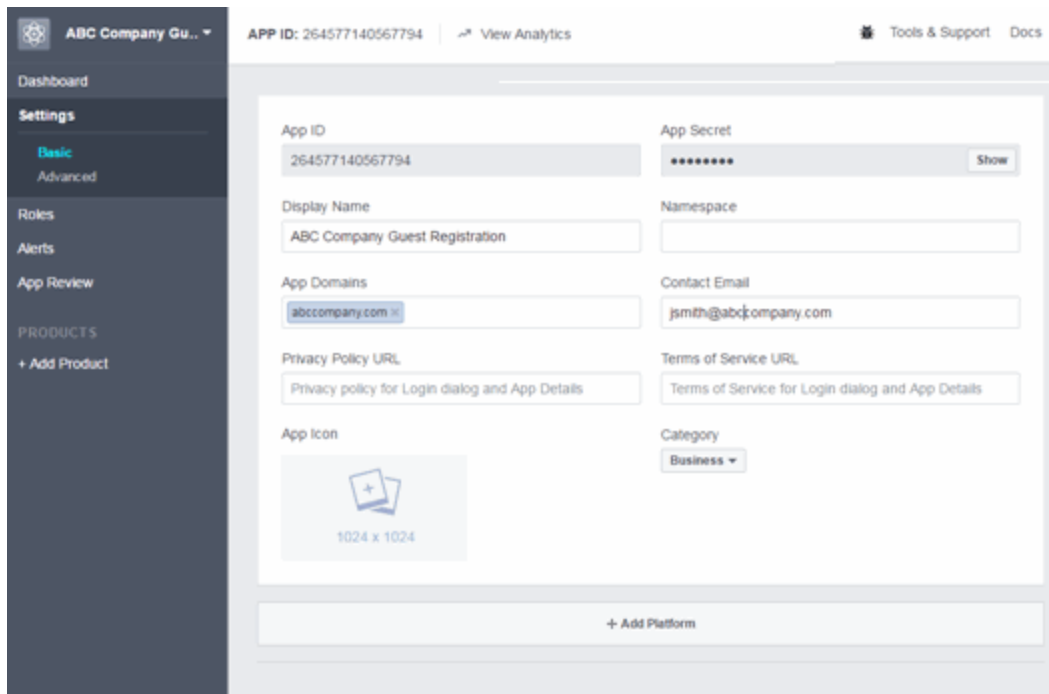 ABC Company Gu..
APP ID: 264577140567794
View Analytics
Tools & Support
Docs
Dashboard
Settings
Basic
Advanced
Roles
Alerts
App Review
PRODUCTS
+ Add Product
App ID
264577140567794
App Secret
••••••••
Show
Display Name
ABC Company Guest Registration
Namespace
App Domains
abccompany.com ×
Contact Email
jsmith@abccompany.com
Privacy Policy URL
Privacy policy for Login dialog and App Details
Terms of Service URL
Terms of Service for Login dialog and App Details
App Icon
1024 x 1024
Category
Business
+ Add Platform